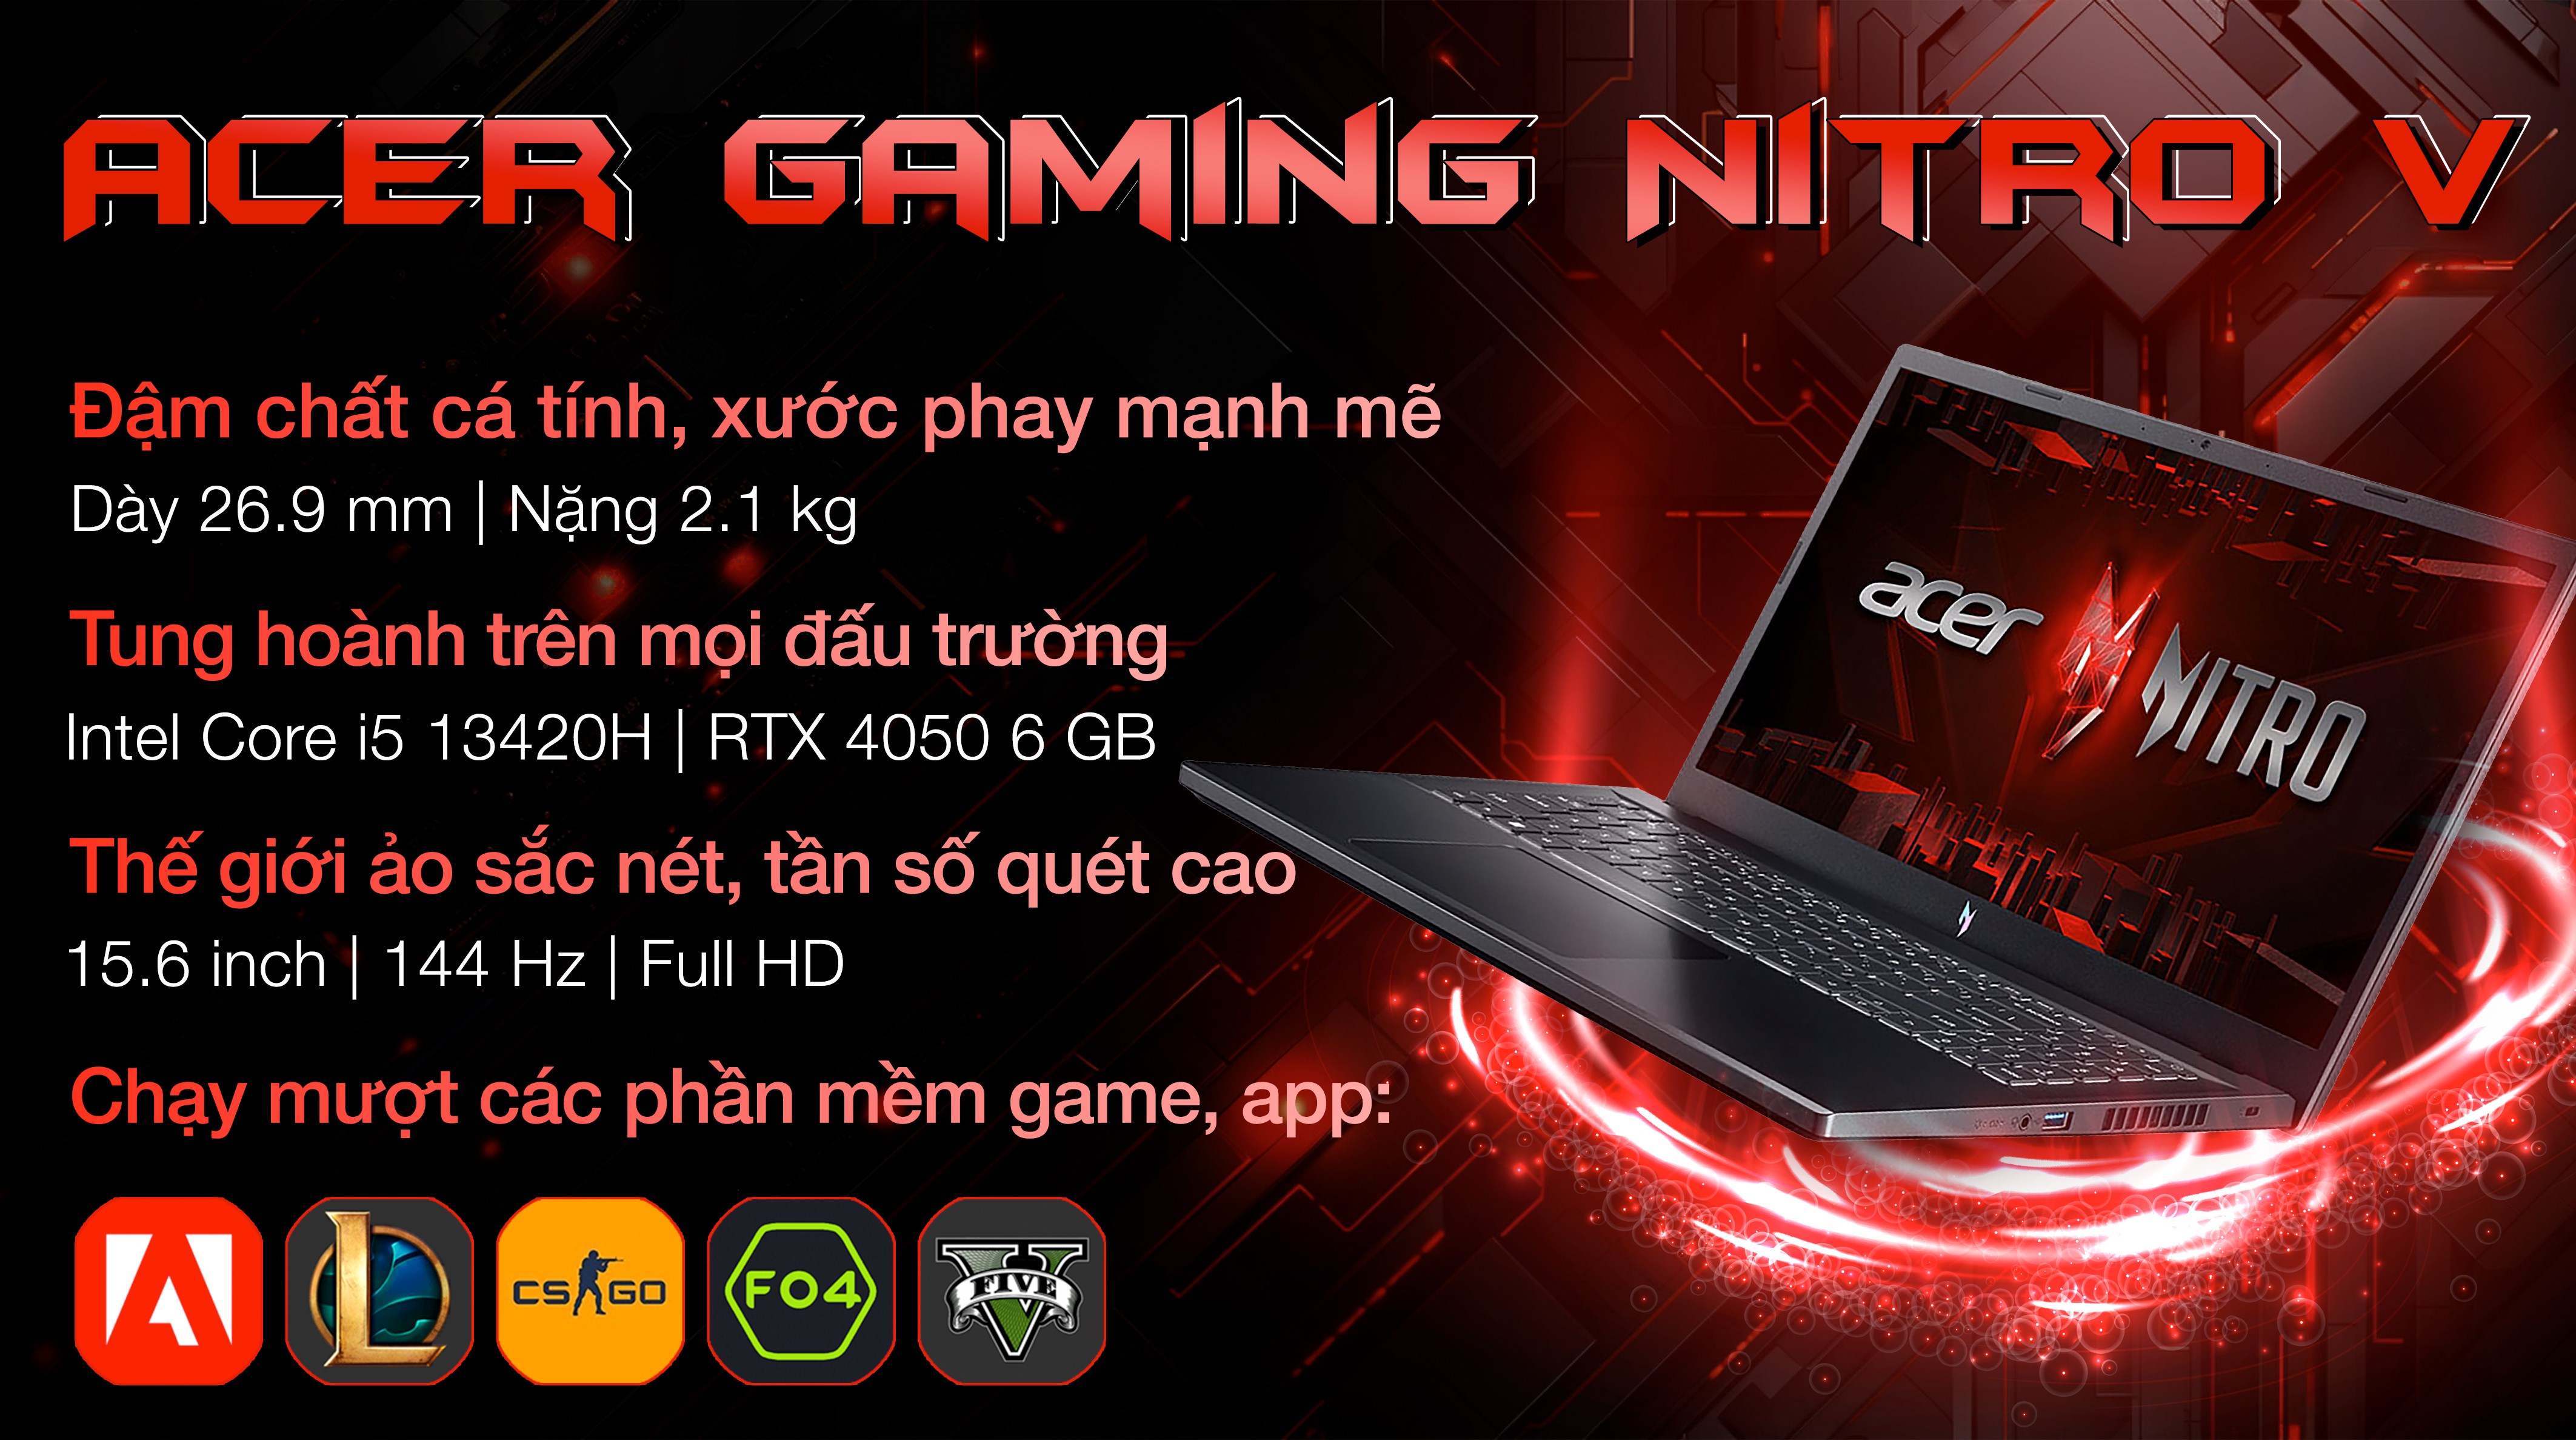 ACER GAMING NITRO V
Đậm chất cá tính, xước phay mạnh mẽ
Dày 26.9 mm | Nặng 2.1 kg
Tung hoành trên mọi đấu trường
Intel Core i5 13420H | RTX 4050 6 GB
Thế giới ảo sắc nét, tần số quét cao
15.6 inch | 144 Hz | Full HD
Chạy mượt các phần mềm game, app:
acer NITRO
L
CS GO
FO4
V FIVE